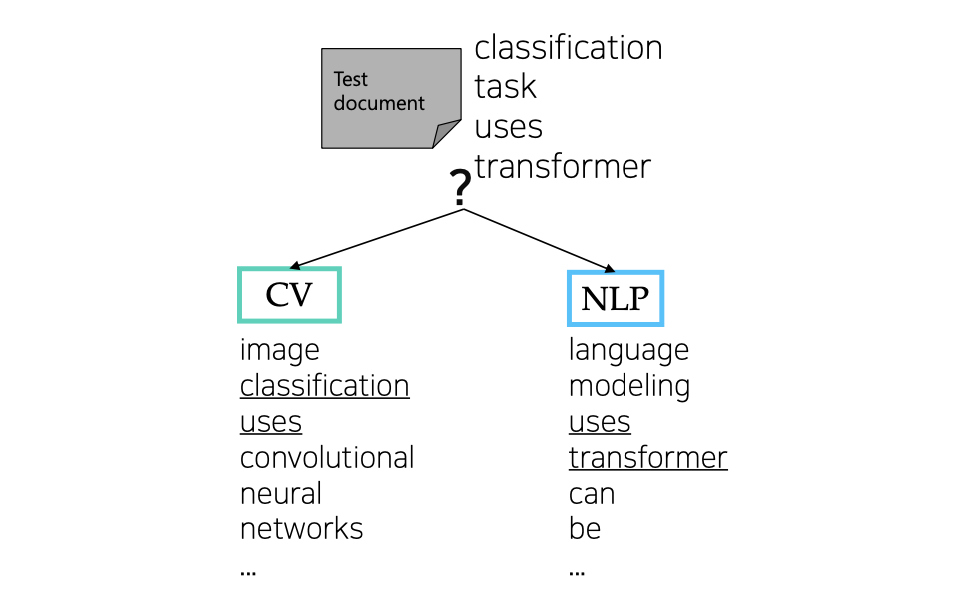 Test
document
classification
task
uses
transformer
?
CV
NLP
image
classification
uses
convolutional
neural
networks
...
language
modeling
uses
transformer
can
be
...